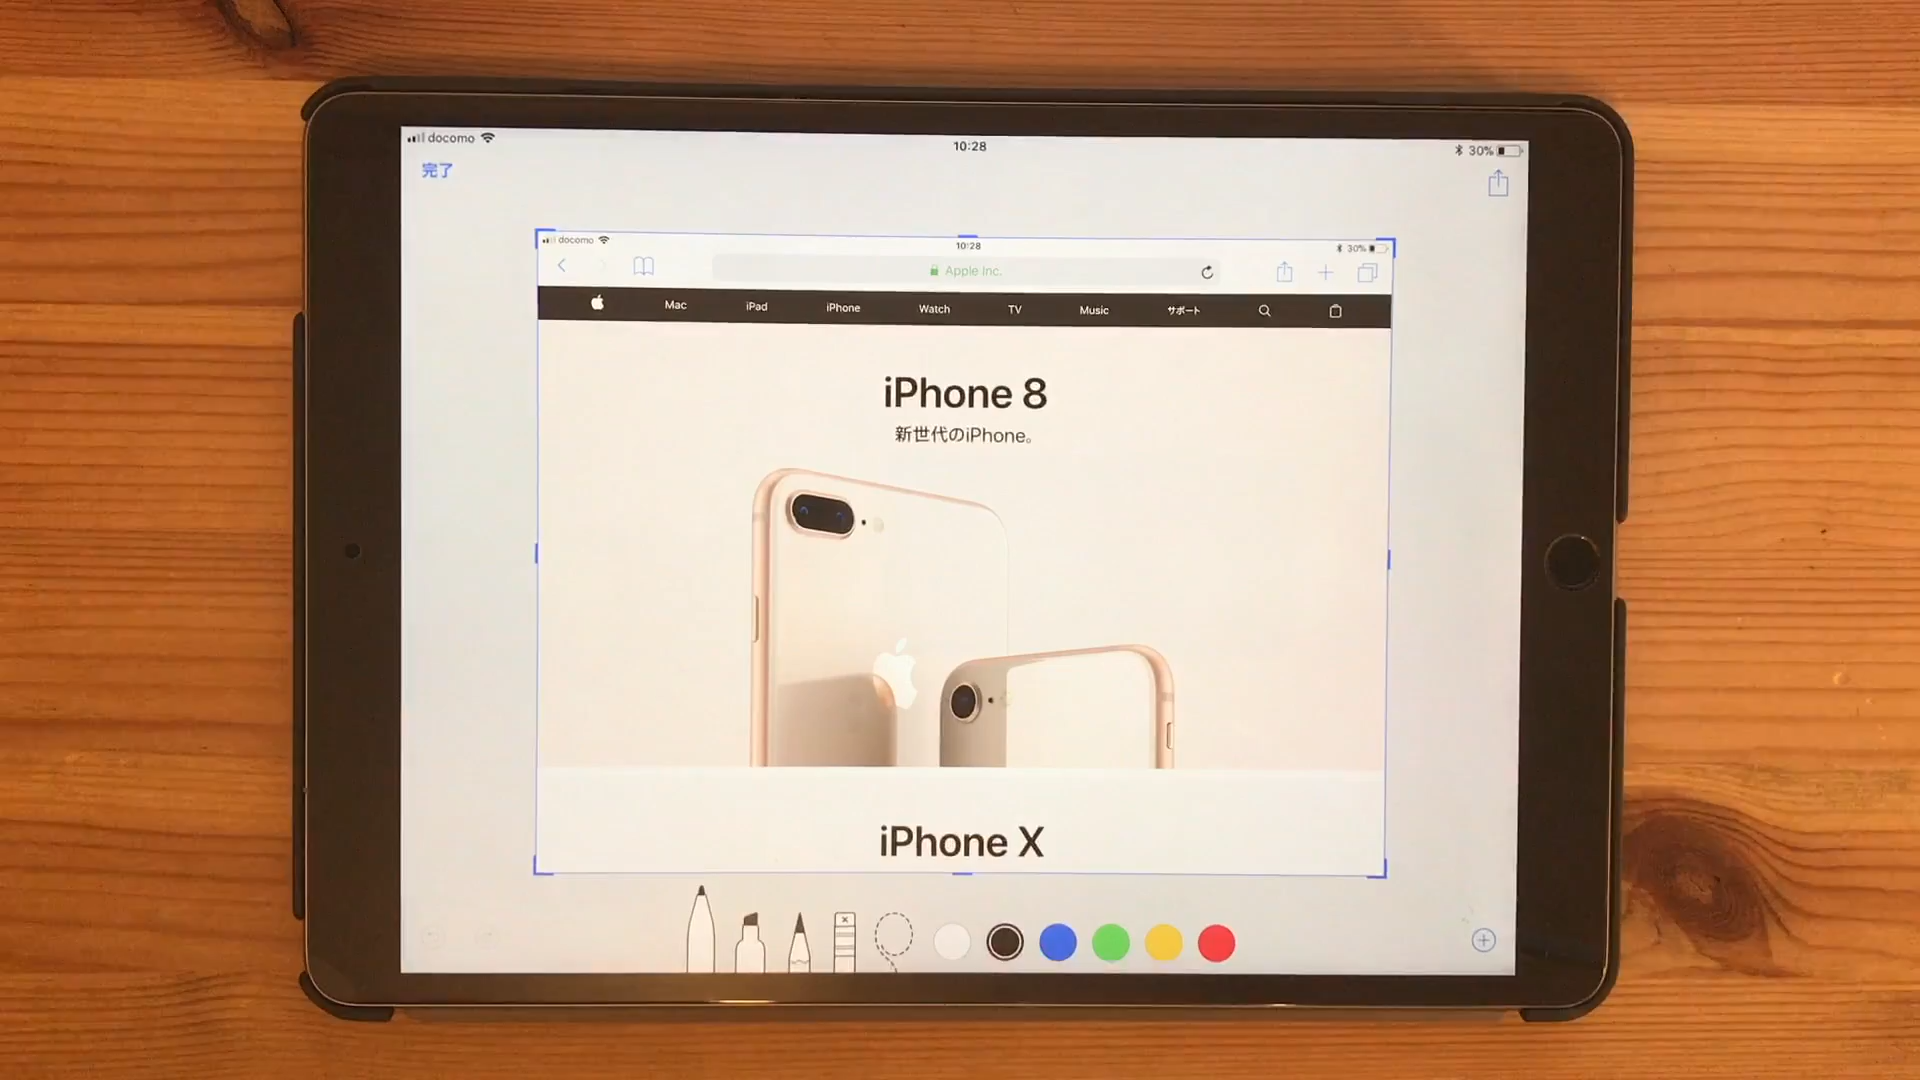 docomo 10:28 30%
完了
docomo 10:28 30%
Apple Inc.
Mac iPad iPhone Watch TV Music サポート
iPhone 8
新世代のiPhone。
iPhone X